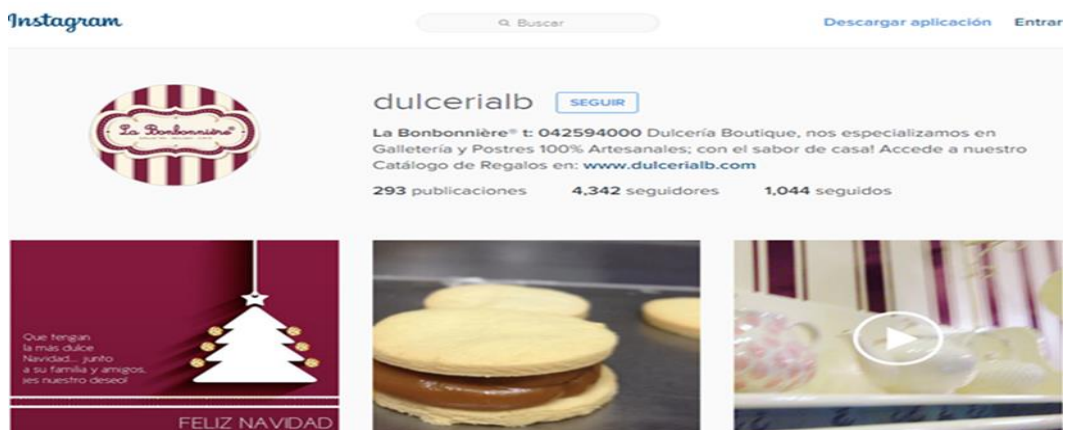 Instagram
Buscar
Descargar aplicación Entrar
La Bonbonnière®
dulcerialb SEGUIR
La Bonbonnière® t: 042594000 Dulcería Boutique, nos especializamos en
Galletería y Postres 100% Artesanales; con el sabor de casa! Accede a nuestro
Catálogo de Regalos en: www.dulcerialb.com
293 publicaciones 4,342 seguidores 1,044 seguidos
Que tengan
la más dulce
Navidad... junto
a su familia y amigos,
¡es nuestro deseo!
FELIZ NAVIDAD